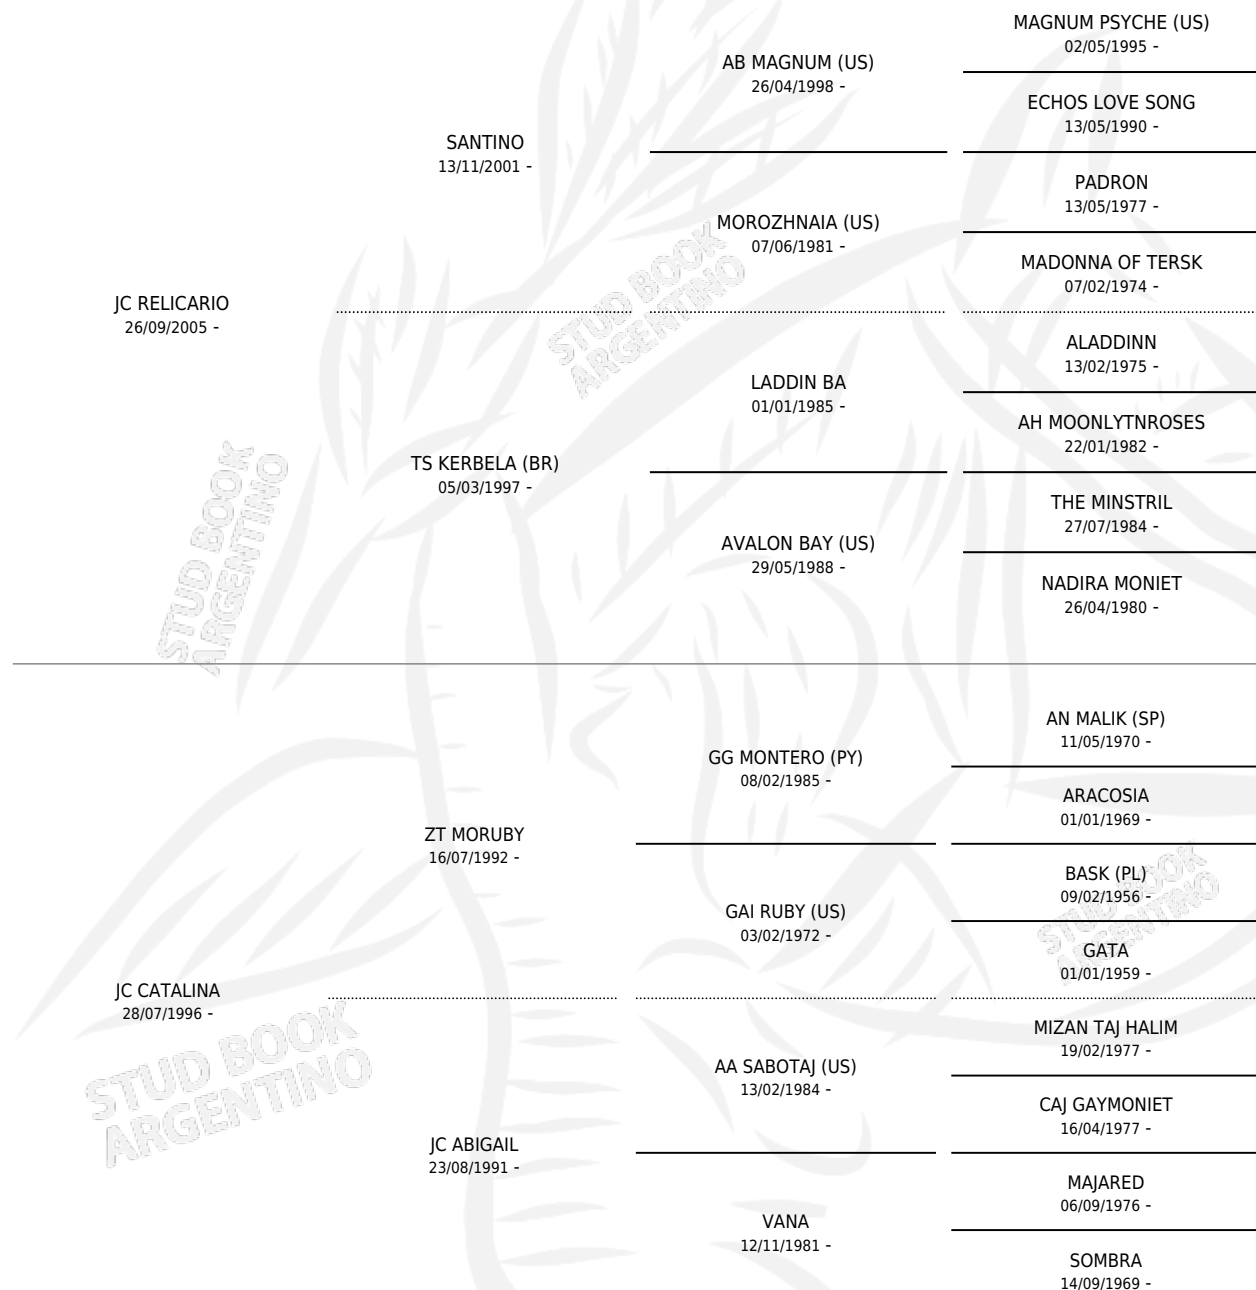 MAGNUM PSYCHE (US)
02/05/1995 -
AB MAGNUM (US)
26/04/1998 -
ECHOS LOVE SONG
13/05/1990 -
SANTINO
13/11/2001 -
PADRON
13/05/1977 -
MOROZHNAIA (US)
07/06/1981 -
MADONNA OF TERSK
07/02/1974 -
JC RELICARIO
26/09/2005 -
STUD BOOK
ARGENTINO
ALADDINN
13/02/1975 -
LADDIN BA
01/01/1985 -
AH MOONLYTNROSES
22/01/1982 -
TS KERBELA (BR)
05/03/1997 -
THE MINSTRIL
27/07/1984 -
AVALON BAY (US)
29/05/1988 -
NADIRA MONIET
26/04/1980 -
STUD BOOK
ARGENTINO
AN MALIK (SP)
11/05/1970 -
GG MONTERO (PY)
08/02/1985 -
ARACOSIA
01/01/1969 -
ZT MORUBY
16/07/1992 -
BASK (PL)
09/02/1956 -
GAI RUBY (US)
03/02/1972 -
GATA
01/01/1959 -
STUD BOOK
ARGENTINO
JC CATALINA
28/07/1996 -
MIZAN TAJ HALIM
19/02/1977 -
AA SABOTAJ (US)
13/02/1984 -
CAJ GAYMONIET
16/04/1977 -
STUD BOOK
ARGENTINO
JC ABIGAIL
23/08/1991 -
MAJARED
06/09/1976 -
VANA
12/11/1981 -
SOMBRA
14/09/1969 -